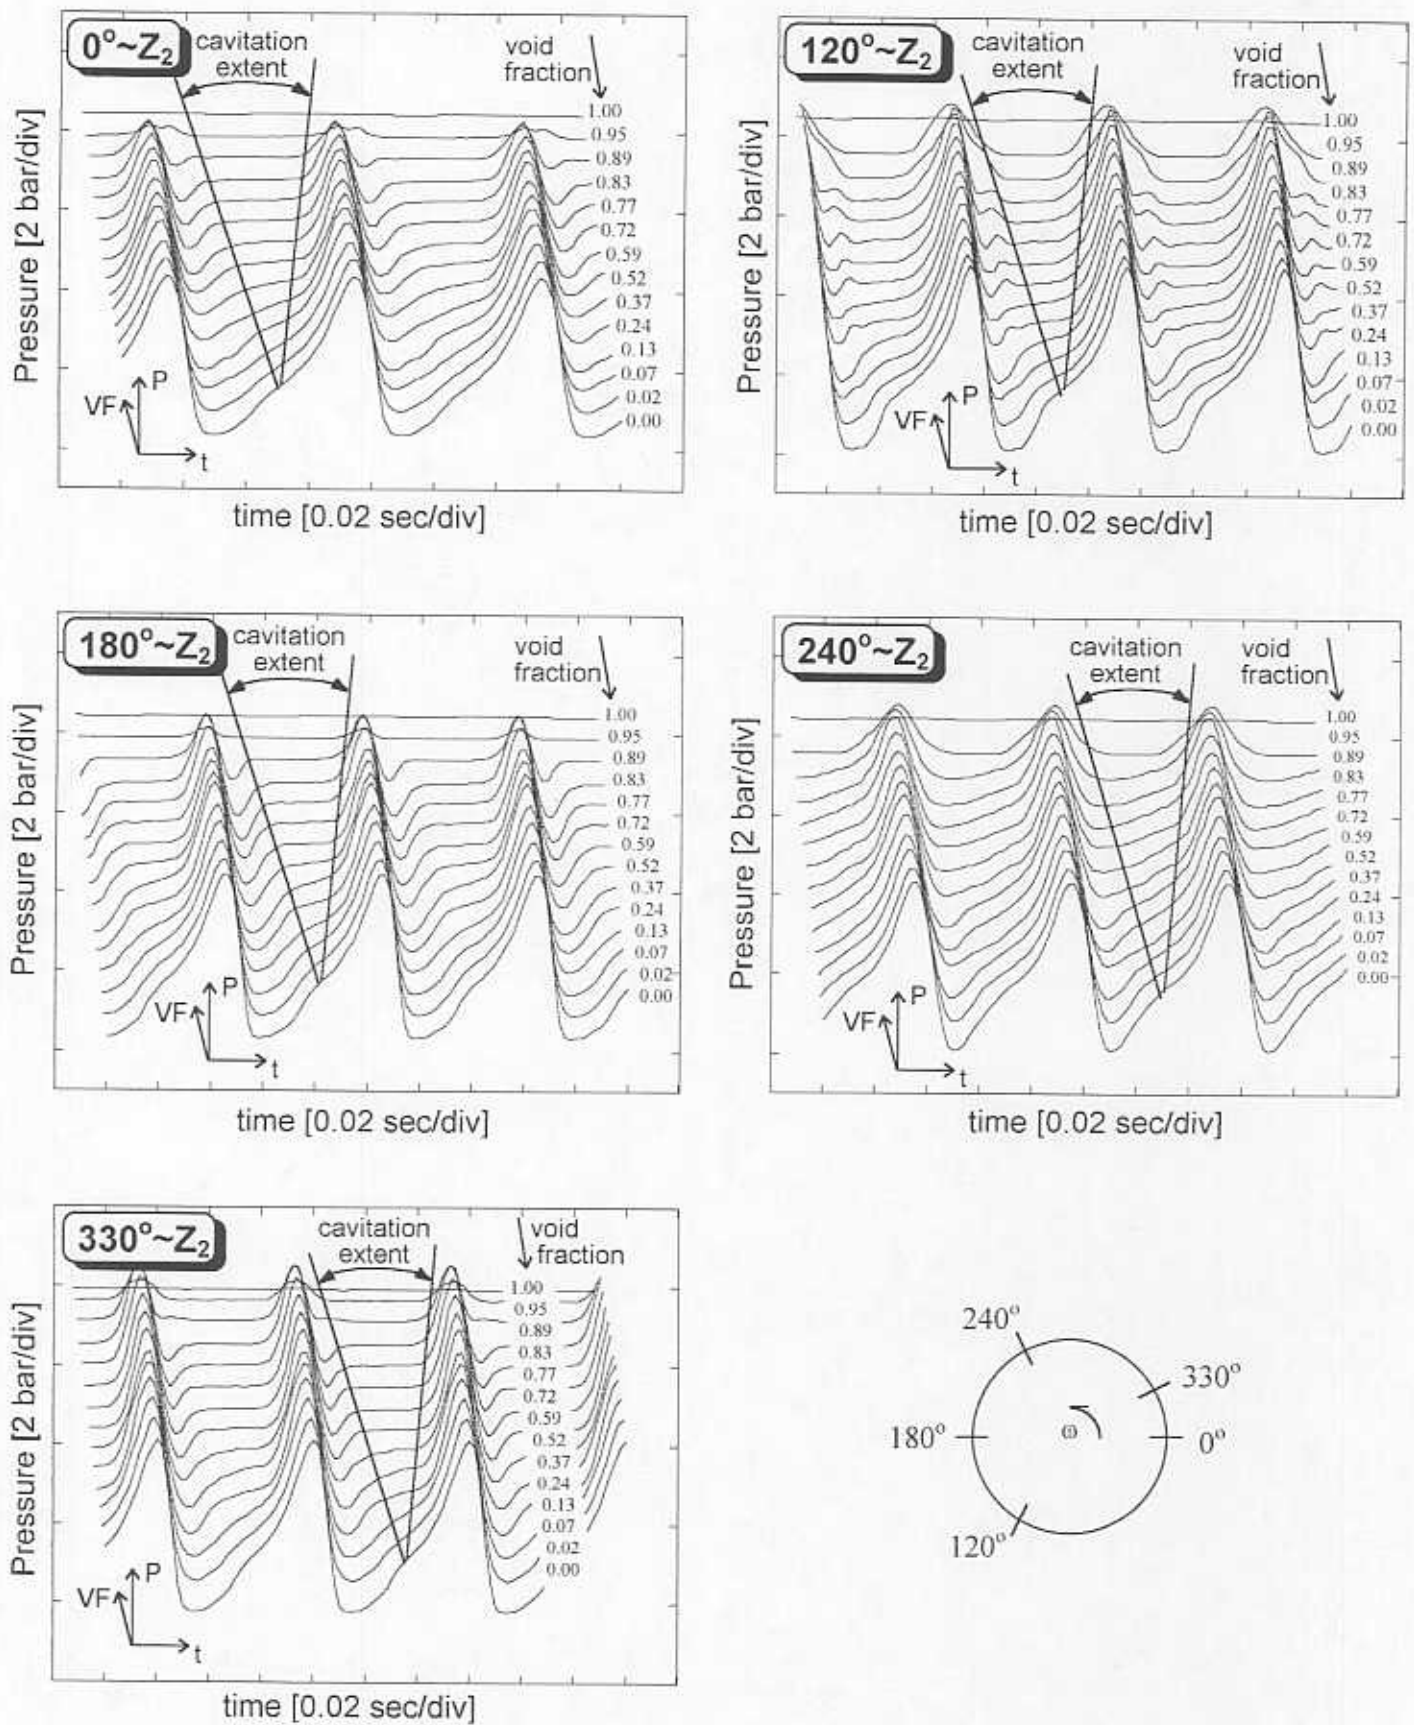 0°~Z2
cavitation
extent
void
fraction
1.00
0.95
0.89
0.83
0.77
0.72
0.59
0.52
0.37
0.24
0.13
0.07
0.02
0.00
P
VF
t
Pressure [2 bar/div]
time [0.02 sec/div]
120°~Z2
cavitation
extent
void
fraction
1.00
0.95
0.89
0.83
0.77
0.72
0.59
0.52
0.37
0.24
0.13
0.07
0.02
0.00
P
VF
t
Pressure [2 bar/div]
time [0.02 sec/div]
180°~Z2
cavitation
extent
void
fraction
1.00
0.95
0.89
0.83
0.77
0.72
0.59
0.52
0.37
0.24
0.13
0.07
0.02
0.00
P
VF
t
Pressure [2 bar/div]
time [0.02 sec/div]
240°~Z2
cavitation
extent
void
fraction
1.00
0.95
0.89
0.83
0.77
0.72
0.59
0.52
0.37
0.24
0.13
0.07
0.02
0.00
P
VF
t
Pressure [2 bar/div]
time [0.02 sec/div]
330°~Z2
cavitation
extent
void
fraction
1.00
0.95
0.89
0.83
0.77
0.72
0.59
0.52
0.37
0.24
0.13
0.07
0.02
0.00
P
VF
t
Pressure [2 bar/div]
time [0.02 sec/div]
240°
330°
180°
ω
0°
120°